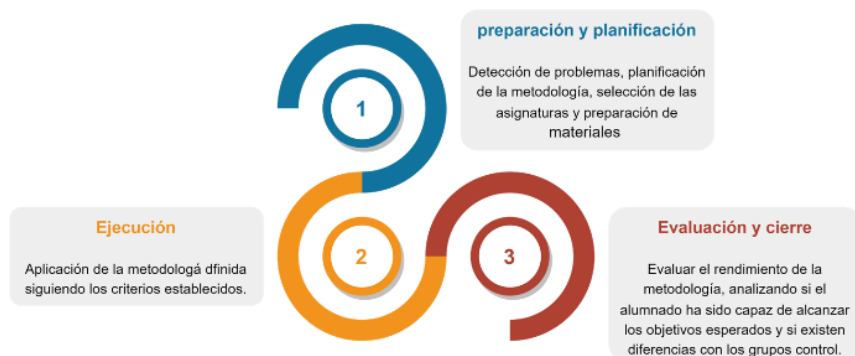 preparación y planificación
Detección de problemas, planificación
de la metodología, selección de las
asignaturas y preparación de
materiales
1
Ejecución
Aplicación de la metodologá dfinida
siguiendo los criterios establecidos.
2
3
Evaluación y cierre
Evaluar el rendimiento de la
metodología, analizando si el
alumnado ha sido capaz de alcanzar
los objetivos esperados y si existen
diferencias con los grupos control.